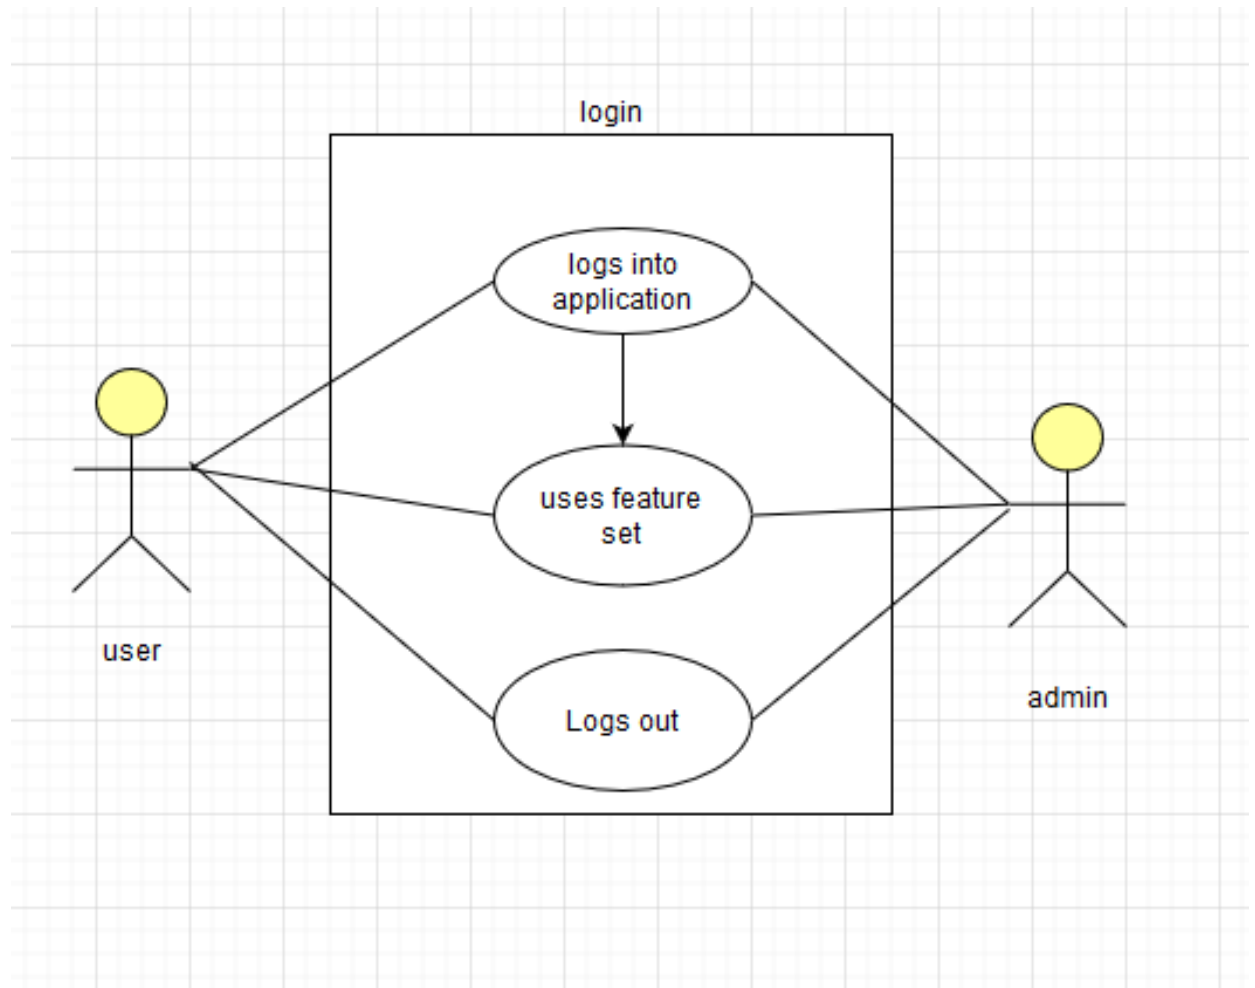 login
logs into
application
uses feature
set
user
admin
Logs out